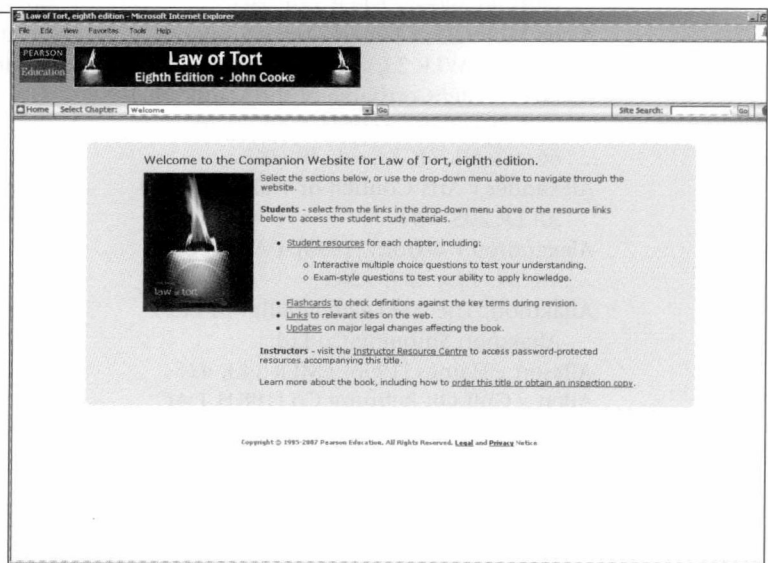 Law of Tort, eighth edition - Microsoft Internet Explorer
File Edit View Favorites Tools Help
PEARSON
Education
Law of Tort
Eighth Edition - John Cooke
Home Select Chapter: Welcome Go Site Search: Go
Welcome to the Companion Website for Law of Tort, eighth edition.
Select the sections below, or use the drop-down menu above to navigate through the
website.
Students - select from the links in the drop-down menu above or the resource links
below to access the student study materials.
• Student resources for each chapter, including:
o Interactive multiple choice questions to test your understanding.
o Exam-style questions to test your ability to apply knowledge.
• Flashcards to check definitions against the key terms during revision.
• Links to relevant sites on the web.
• Updates on major legal changes affecting the book.
law of tort
Instructors - visit the Instructor Resource Centre to access password-protected
resources accompanying this title.
Learn more about the book, including how to order this title or obtain an inspection copy.
Copyright © 1995-2007 Pearson Education. All Rights Reserved. Legal and Privacy Notice